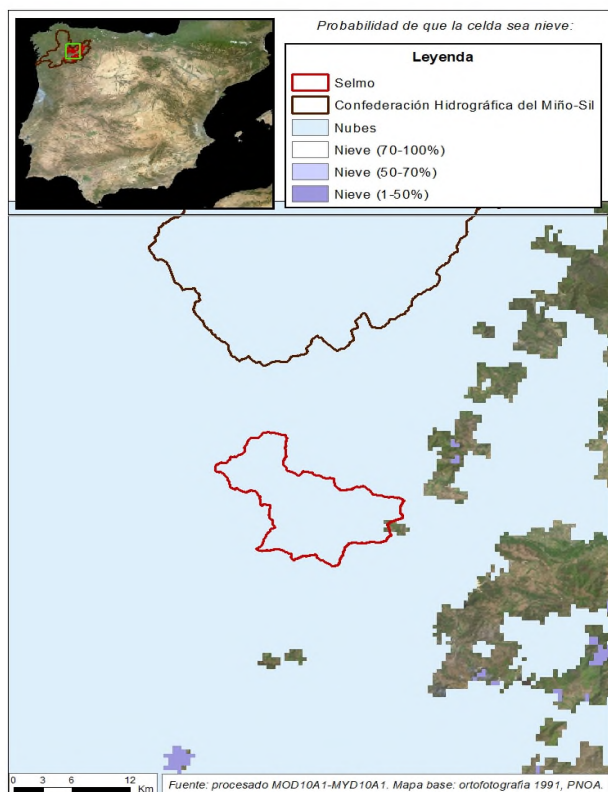 Probabilidad de que la celda sea nieve:
Leyenda
Selmo
Confederación Hidrográfica del Miño-Sil
Nubes
Nieve (70-100%)
Nieve (50-70%)
Nieve (1-50%)
0 3 6 12
Km
Fuente: procesado MOD10A1-MYD10A1. Mapa base: ortofotografía 1991, PNOA.